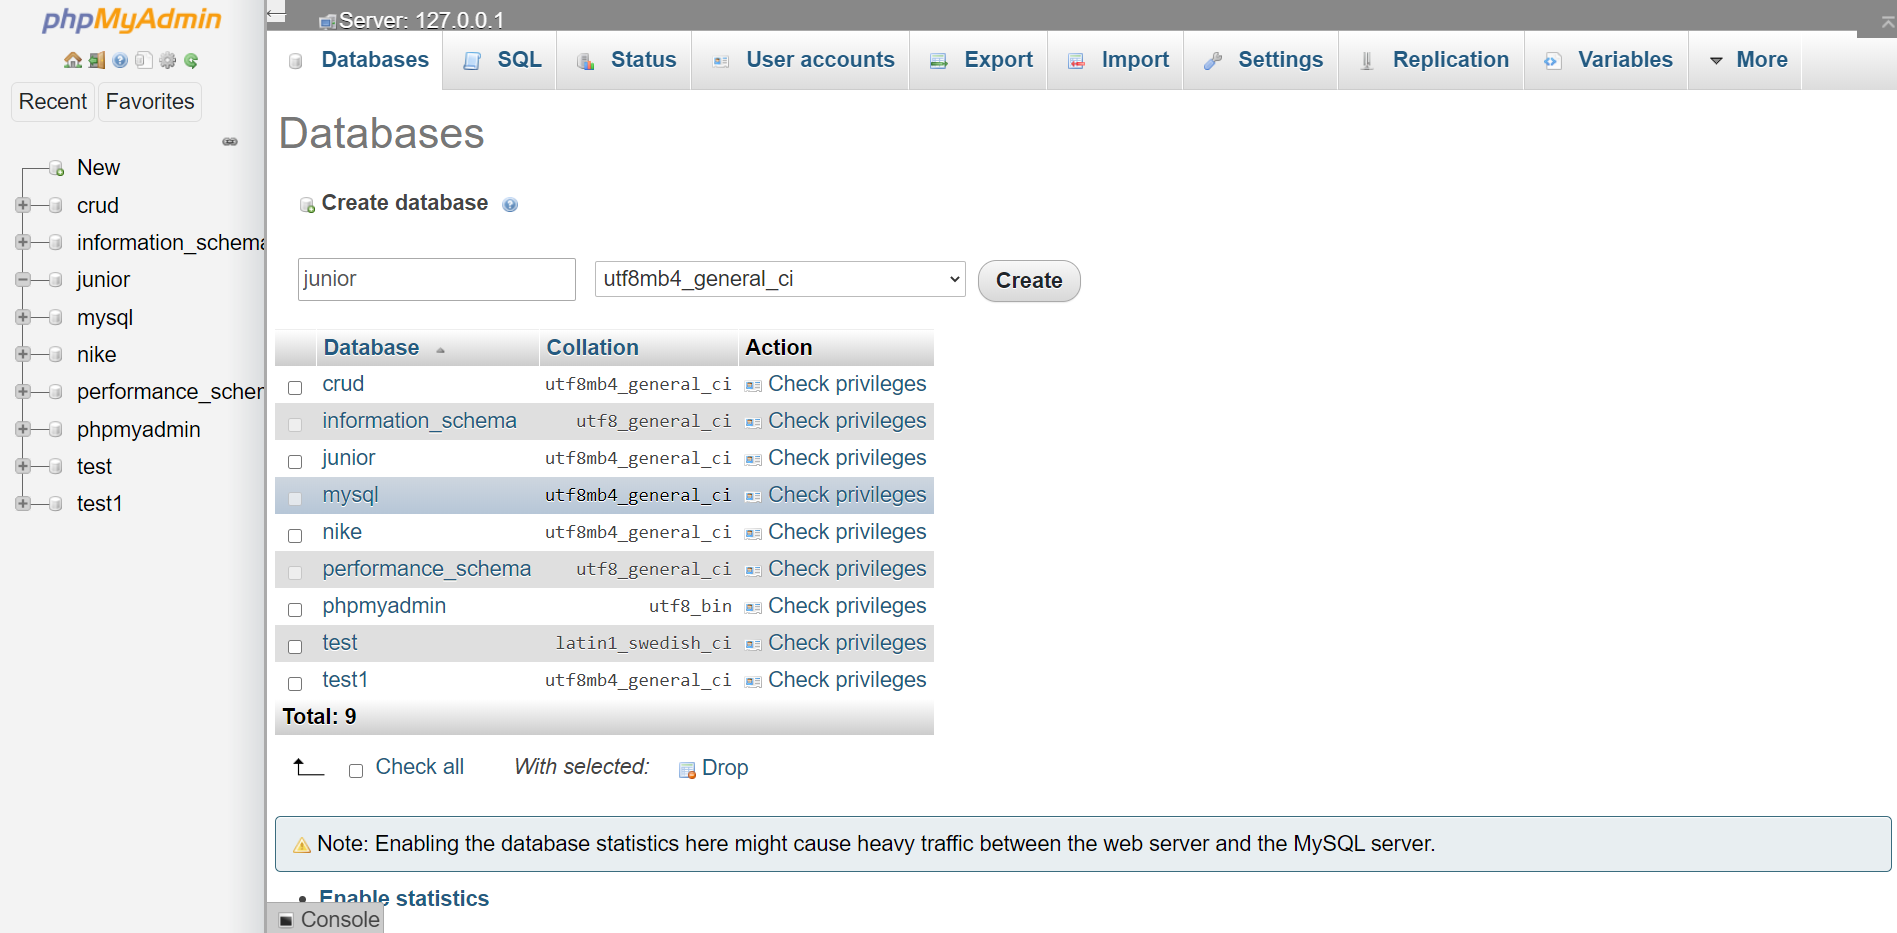 phpMyAdmin
Recent Favorites
New
crud
information_schema
junior
mysql
nike
performance_scher
phpmyadmin
test
test1
Server: 127.0.0.1
Databases SQL Status User accounts Export Import Settings Replication Variables More
Databases
Create database
junior utf8mb4_general_ci Create
Database Collation Action
crud utf8mb4_general_ci Check privileges
information_schema utf8_general_ci Check privileges
junior utf8mb4_general_ci Check privileges
mysql utf8mb4_general_ci Check privileges
nike utf8mb4_general_ci Check privileges
performance_schema utf8_general_ci Check privileges
phpmyadmin utf8_bin Check privileges
test latin1_swedish_ci Check privileges
test1 utf8mb4_general_ci Check privileges
Total: 9
Check all With selected: Drop
Note: Enabling the database statistics here might cause heavy traffic between the web server and the MySQL server.
Enable statistics
Console